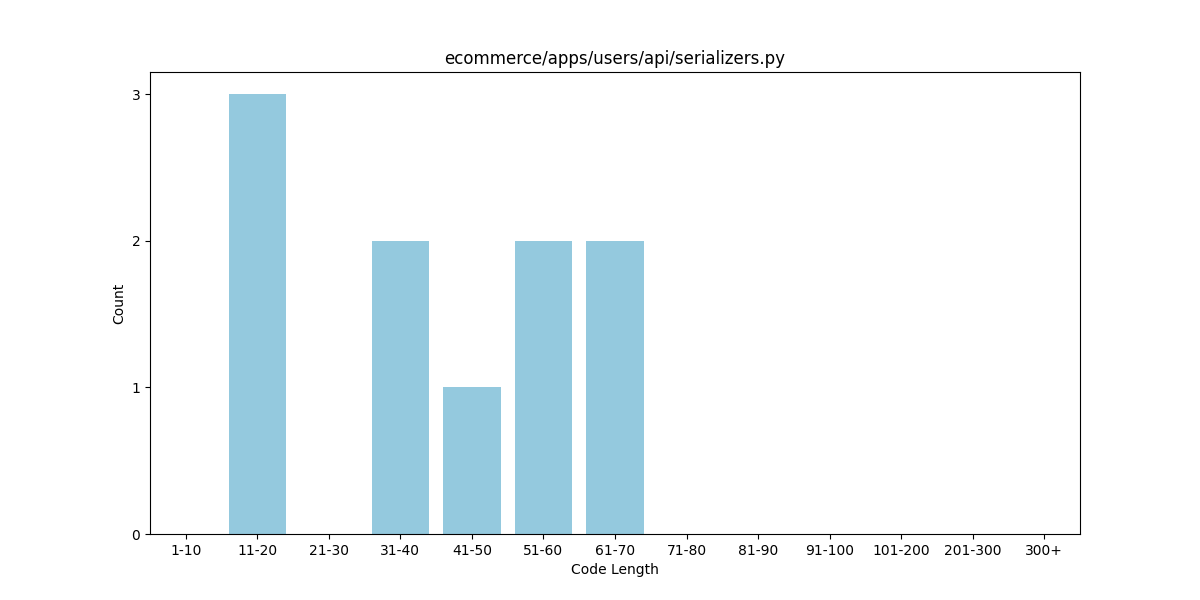 ecommerce/apps/users/api/serializers.py
3
2
1
0
Count
1-10 11-20 21-30 31-40 41-50 51-60 61-70 71-80 81-90 91-100 101-200 201-300 300+
Code Length